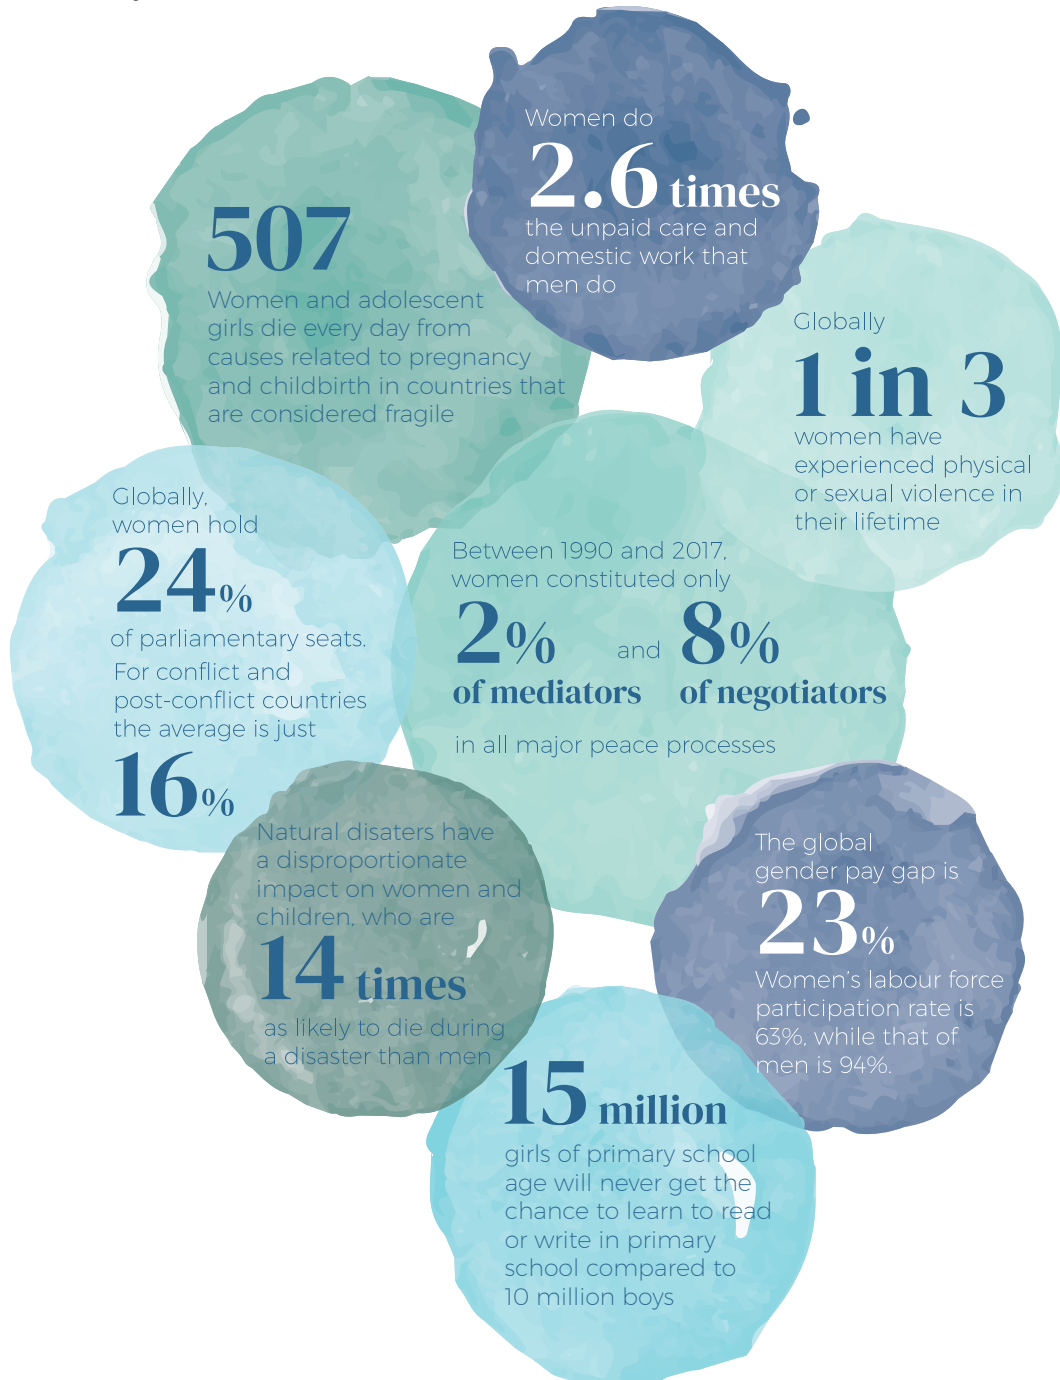 Women do
2.6 times
the unpaid care and
domestic work that
men do
507
Women and adolescent
girls die every day from
causes related to pregnancy
and childbirth in countries that
are considered fragile
Globally
1 in 3
women have
experienced physical
or sexual violence in
their lifetime
Globally,
women hold
24%
of parliamentary seats.
For conflict and
post-conflict countries
the average is just
16%
Between 1990 and 2017,
women constituted only
2% and 8%
of mediators of negotiators
in all major peace processes
Natural disaters have
a disproportionate
impact on women and
children, who are
14 times
as likely to die during
a disaster than men
The global
gender pay gap is
23%
Women's labour force
participation rate is
63%, while that of
men is 94%.
15 million
girls of primary school
age will never get the
chance to learn to read
or write in primary
school compared to
10 million boys